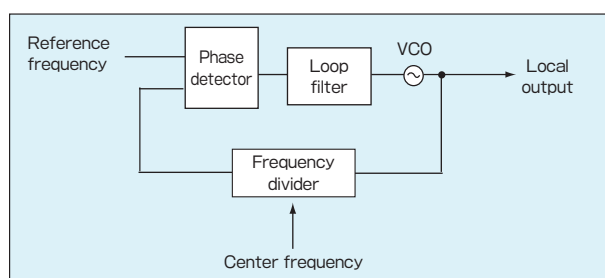 Reference
frequency
Phase
detector
Loop
filter
VCO
Local
output
Frequency
divider
Center frequency